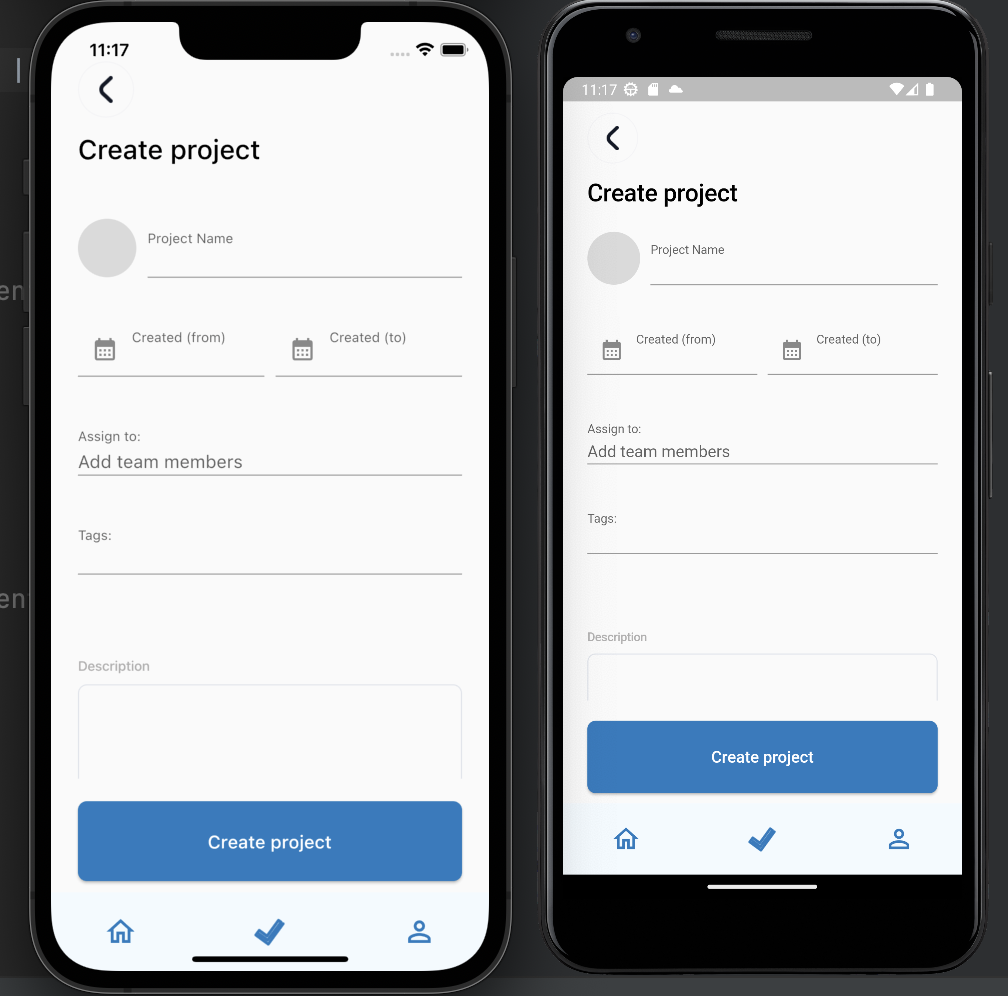 11:17
Create project
Project Name
Created (from) Created (to)
Assign to:
Add team members
Tags:
Description
Create project
11:17
Create project
Project Name
Created (from) Created (to)
Assign to:
Add team members
Tags:
Description
Create project
en
en